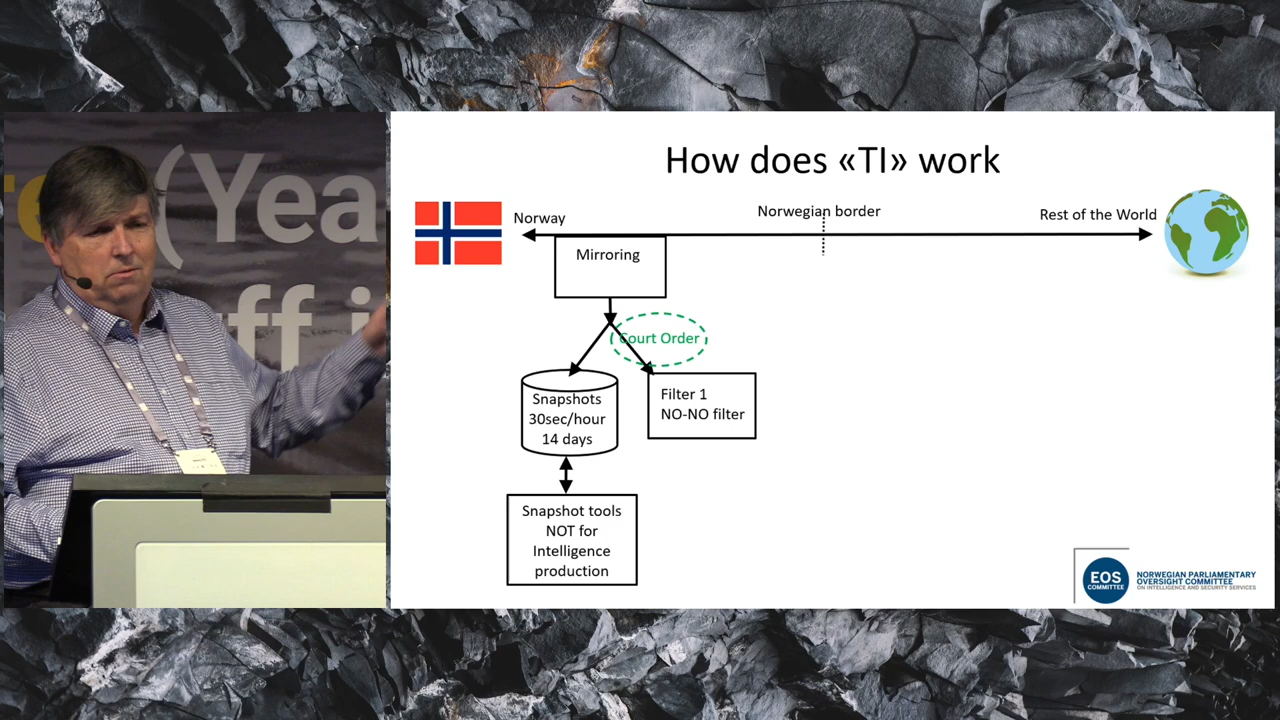 (Yea
ff i
How does «TI» work
Norway
Norwegian border
Rest of the World
Mirroring
Court Order
Snapshots
30sec/hour
14 days
Filter 1
NO-NO filter
Snapshot tools
NOT for
Intelligence
production
EOS
COMMITTEE
NORWEGIAN PARLIAMENTARY
OVERSIGHT COMMITTEE
ON INTELLIGENCE AND SECURITY SERVICES